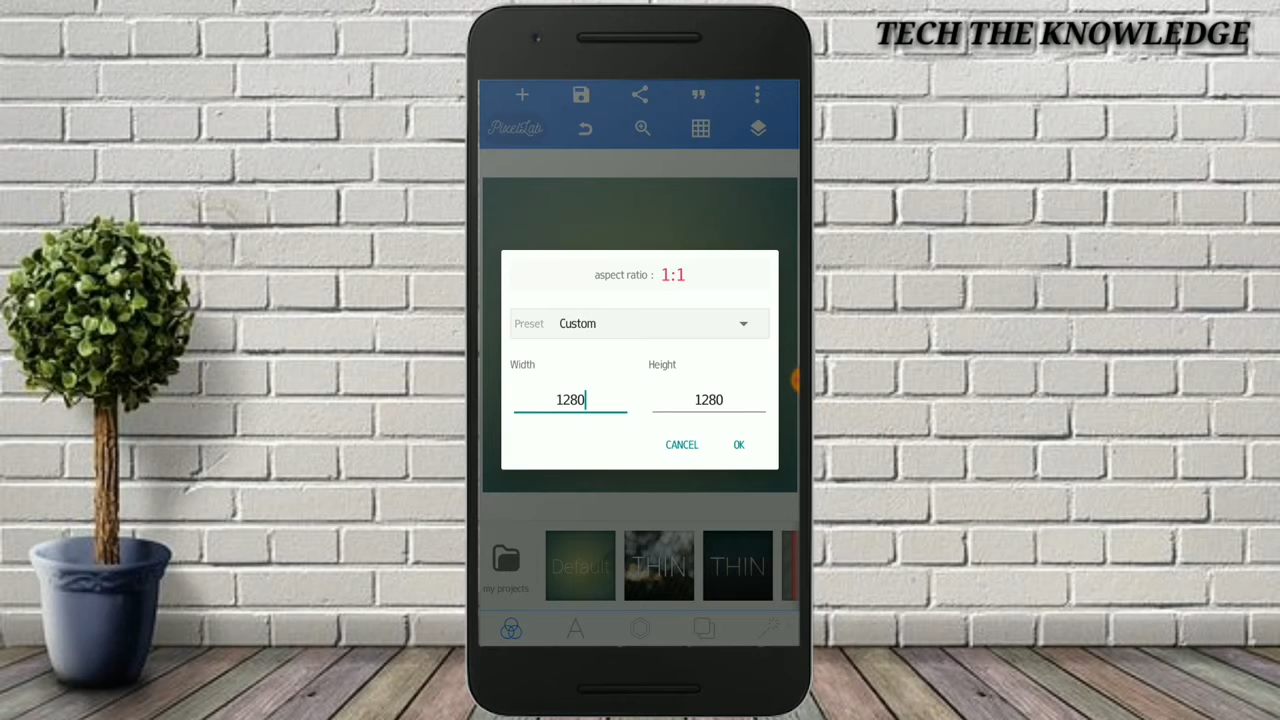 TECH THE KNOWLEDGE
PixelLab
aspect ratio : 1:1
Preset Custom
Width Height
1280 1280
CANCEL OK
my projects
Default THIN THIN